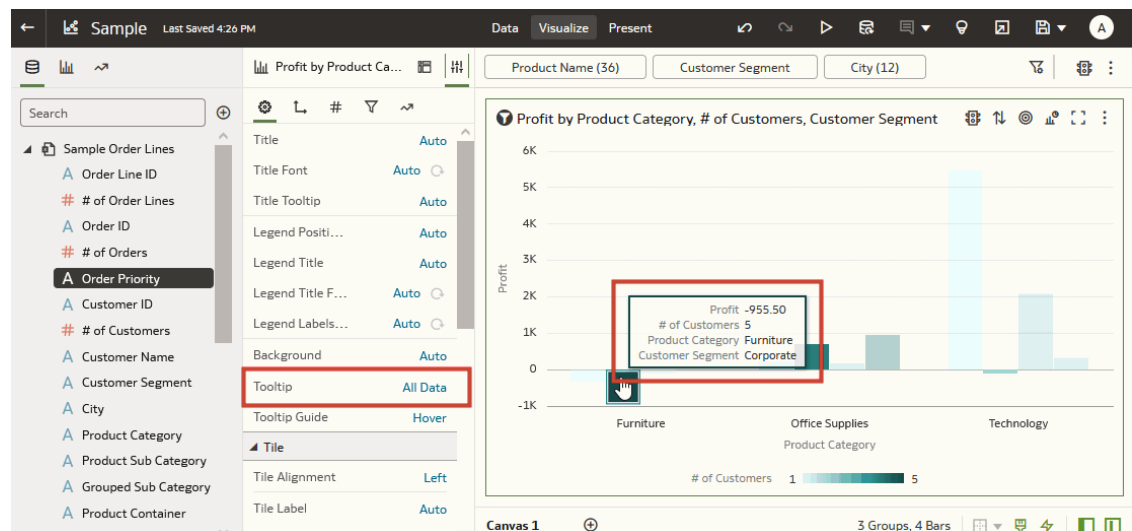 Sample Last Saved 4:26 PM
Data Visualize Present
A
Profit by Product Ca...
Product Name (36)
Customer Segment
City (12)
Search
Sample Order Lines
A Order Line ID
# # of Order Lines
A Order ID
# # of Orders
A Order Priority
A Customer ID
# # of Customers
A Customer Name
A Customer Segment
A City
A Product Category
A Product Sub Category
A Grouped Sub Category
A Product Container
#
Title Auto
Title Font Auto
Title Tooltip Auto
Legend Positi... Auto
Legend Title Auto
Legend Title F... Auto
Legend Labels... Auto
Background Auto
Tooltip All Data
Tooltip Guide Hover
Tile
Tile Alignment Left
Tile Label Auto
Profit by Product Category, # of Customers, Customer Segment
6K
5K
4K
3K
2K
1K
0
-1K
Profit
Profit -955.50
# of Customers 5
Product Category Furniture
Customer Segment Corporate
Furniture
Office Supplies
Technology
Product Category
# of Customers 1 5
Canvas 1
3 Groups, 4 Bars